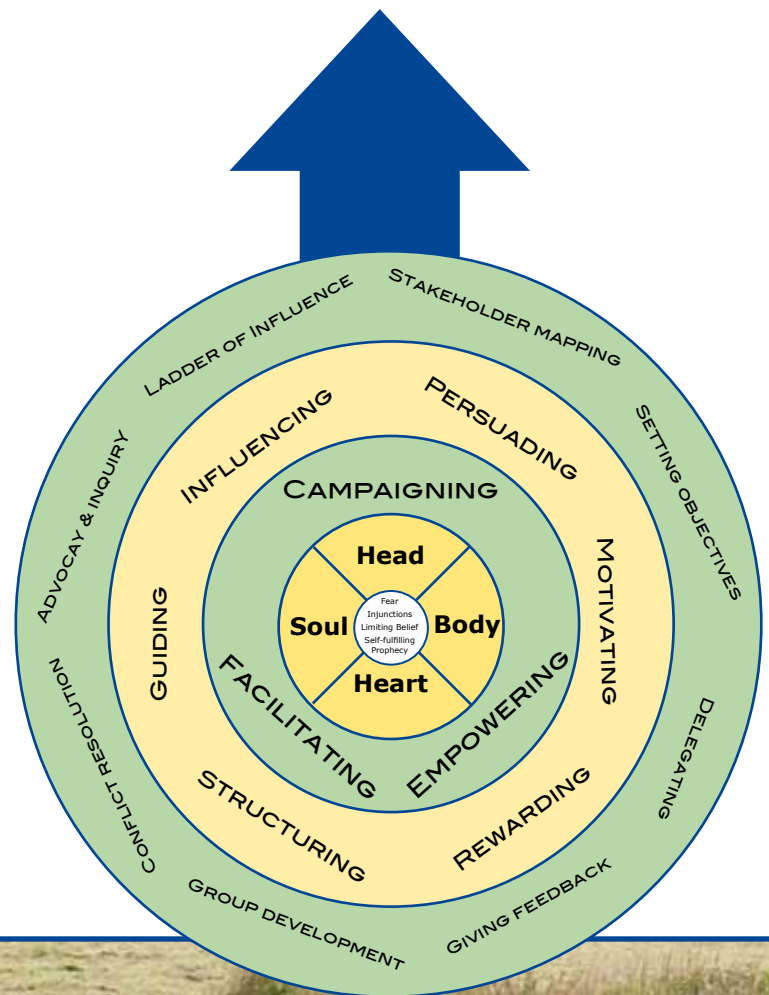 LADDER OF INFLUENCE
STAKEHOLDER MAPPING
SETTING OBJECTIVES
DELEGATING
GIVING FEEDBACK
GROUP DEVELOPMENT
CONFLICT RESOLUTION
ADVOCAY & INQUIRY
INFLUENCING
PERSUADING
MOTIVATING
REWARDING
STRUCTURING
GUIDING
CAMPAIGNING
EMPOWERING
FACILITATING
Head
Soul
Body
Heart
Fear
Injunctions
Limiting Belief
Self-fulfilling
Prophecy